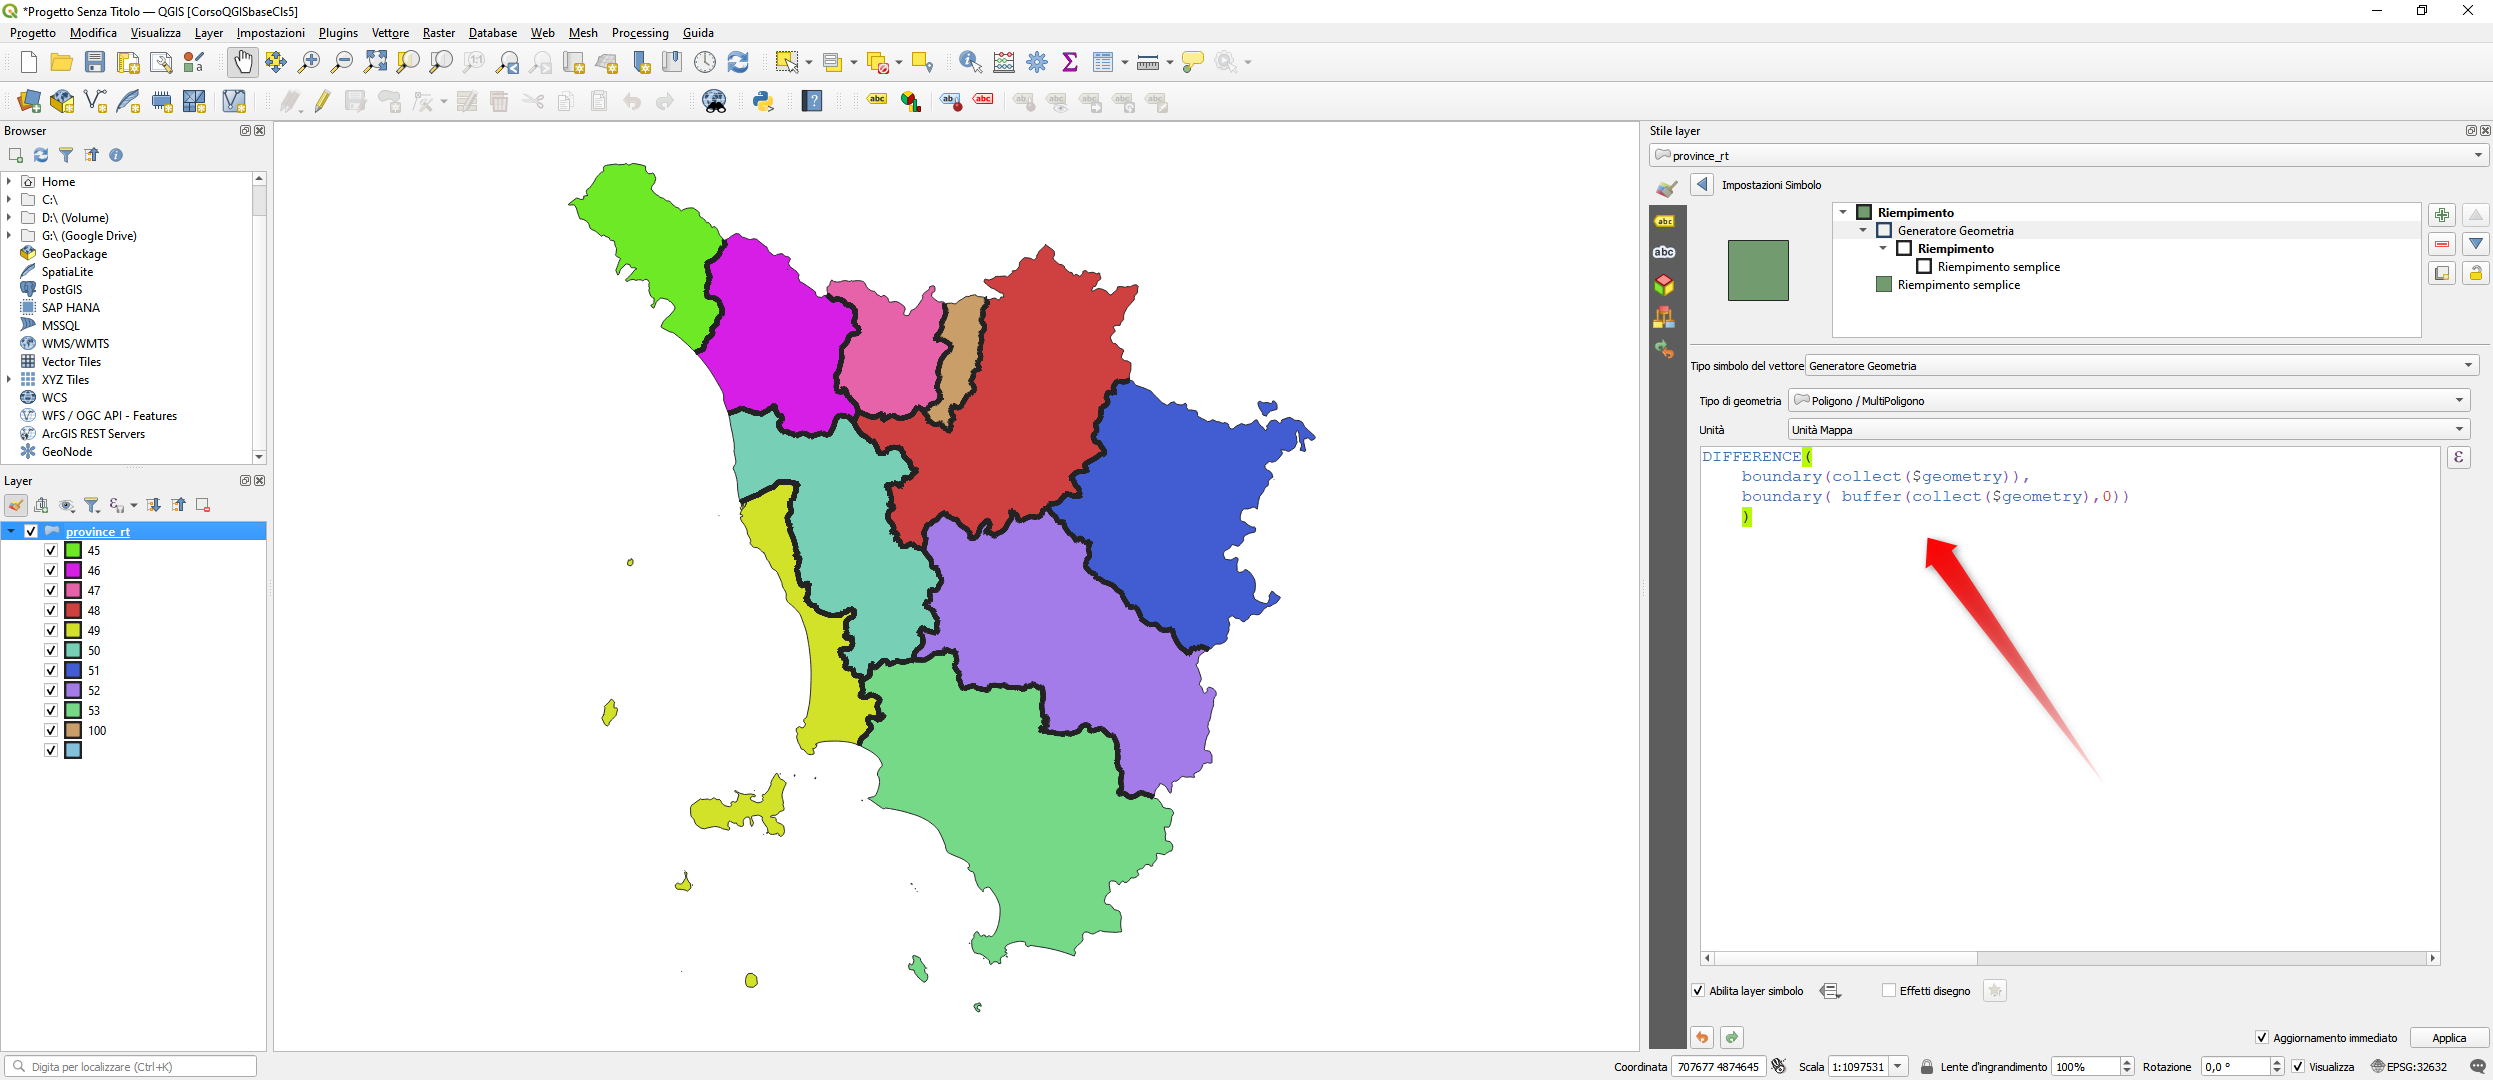 *Progetto Senza Titolo — QGIS [CorsoQGISbaseCls5]
Progetto Modifica Visualizza Layer Impostazioni Plugins Vettore Raster Database Web Mesh Processing Guida
Browser
Home
C:\
D:\ (Volume)
G:\ (Google Drive)
GeoPackage
SpatiaLite
PostGIS
SAP HANA
MSSQL
WMS/WMTS
Vector Tiles
XYZ Tiles
WCS
WFS / OGC API - Features
ArcGIS REST Servers
GeoNode
Layer
province_rt
45
46
47
48
49
50
51
52
53
100
Digita per localizzare (Ctrl+K)
Stile layer
province_rt
Impostazioni Simbolo
Riempimento
Generatore Geometria
Riempimento
Riempimento semplice
Riempimento semplice
Tipo simbolo del vettore Generatore Geometria
Tipo di geometria Poligono / MultiPoligono
Unità Unità Mappa
DIFFERENCE(
boundary(collect($geometry)),
boundary( buffer(collect($geometry),0))
)
ε
Abilita layer simbolo Effetti disegno
Aggiornamento immediato Applica
Coordinata 707677 4874645 Scala 1:1097531 Lente d'ingrandimento 100% Rotazione 0,0 ° Visualizza EPSG:32632